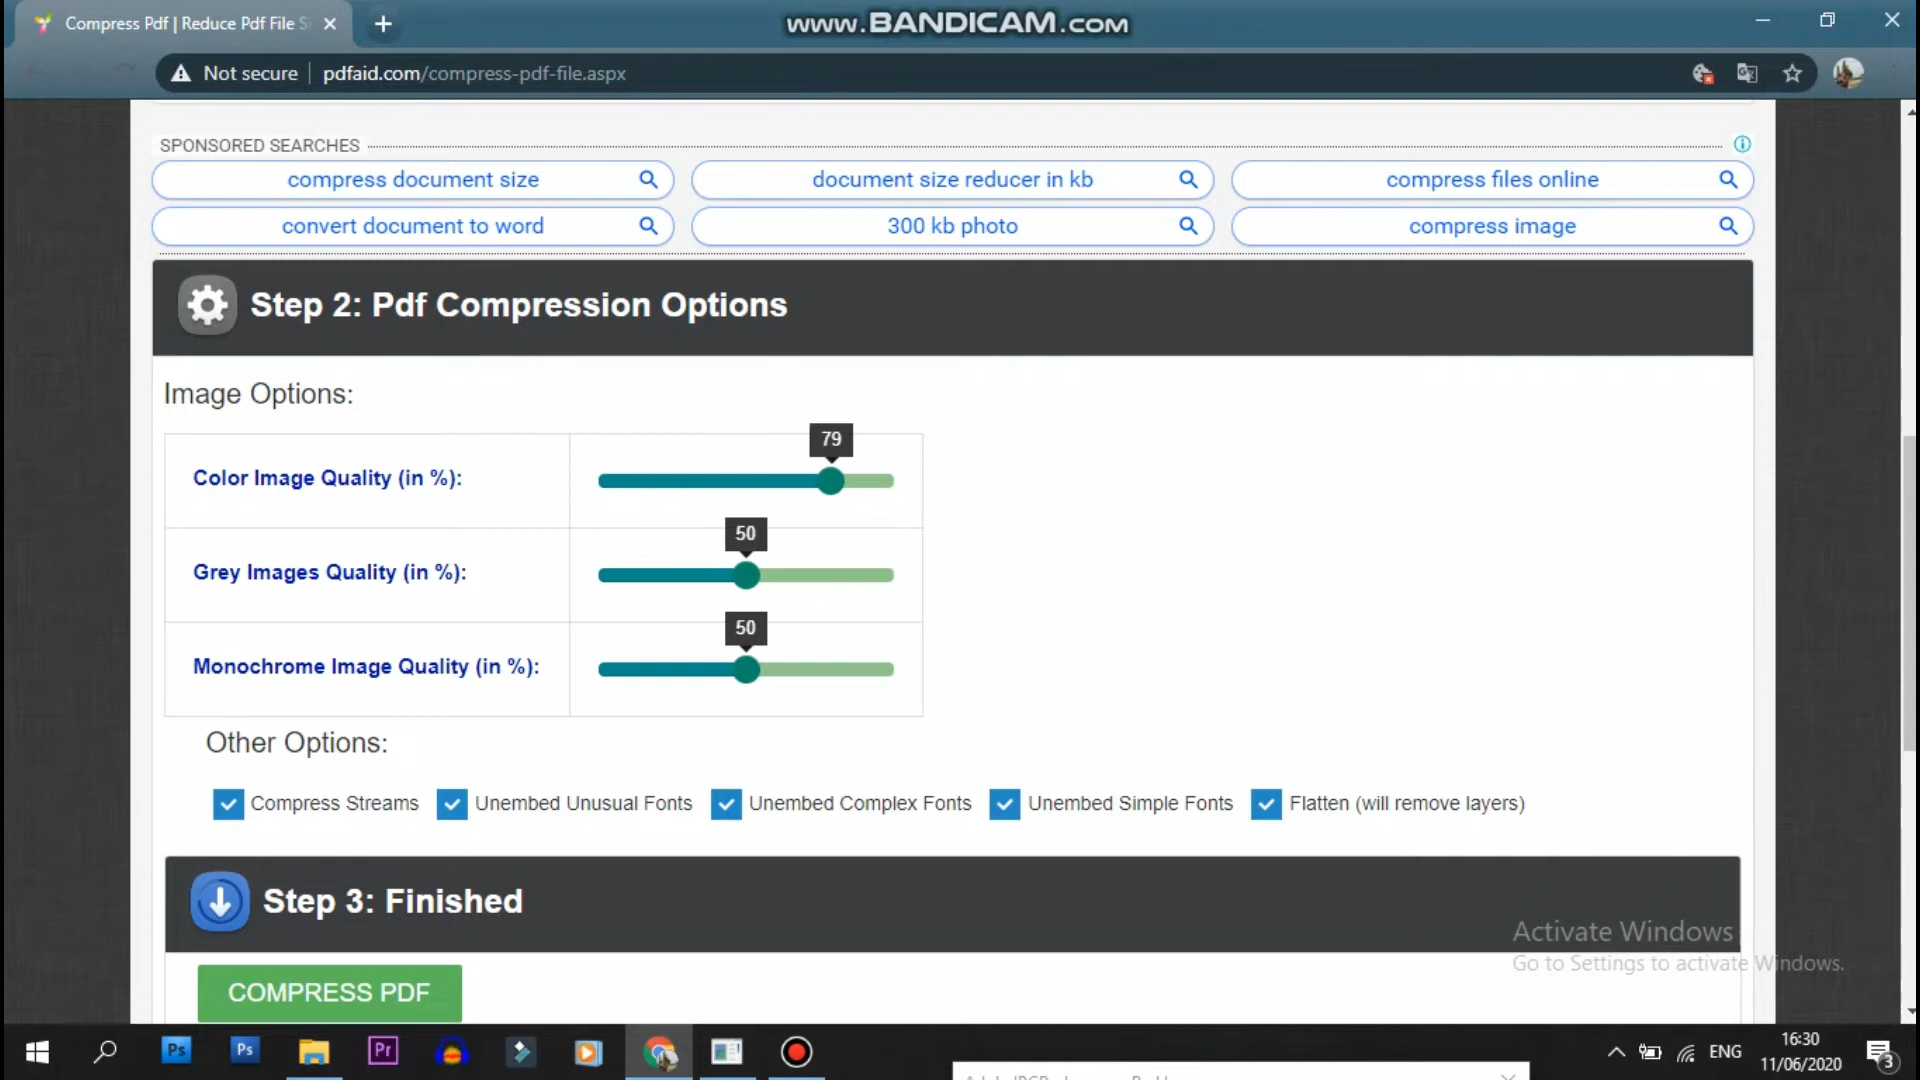 Compress Pdf | Reduce Pdf File S
www.BANDICAM.com
Not secure
pdfaid.com/compress-pdf-file.aspx
SPONSORED SEARCHES
compress document size
document size reducer in kb
compress files online
convert document to word
300 kb photo
compress image
Step 2: Pdf Compression Options
Image Options:
79
Color Image Quality (in %):
50
Grey Images Quality (in %):
50
Monochrome Image Quality (in %):
Other Options:
Compress Streams
Unembed Unusual Fonts
Unembed Complex Fonts
Unembed Simple Fonts
Flatten (will remove layers)
Step 3: Finished
Activate Windows
Go to Settings to activate Windows.
COMPRESS PDF
Ps
Ps
Pr
ENG
16:30
11/06/2020
3